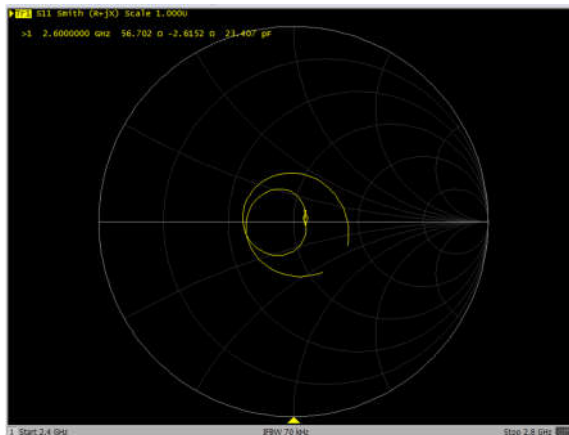 Tr1 S11 Smith (R+jX) Scale 1.000U
>1 2.6000000 GHz 56.702 Ω -2.6152 Ω 23.407 pF
1 Start 2.4 GHz IFBW 70 kHz Stop 2.8 GHz